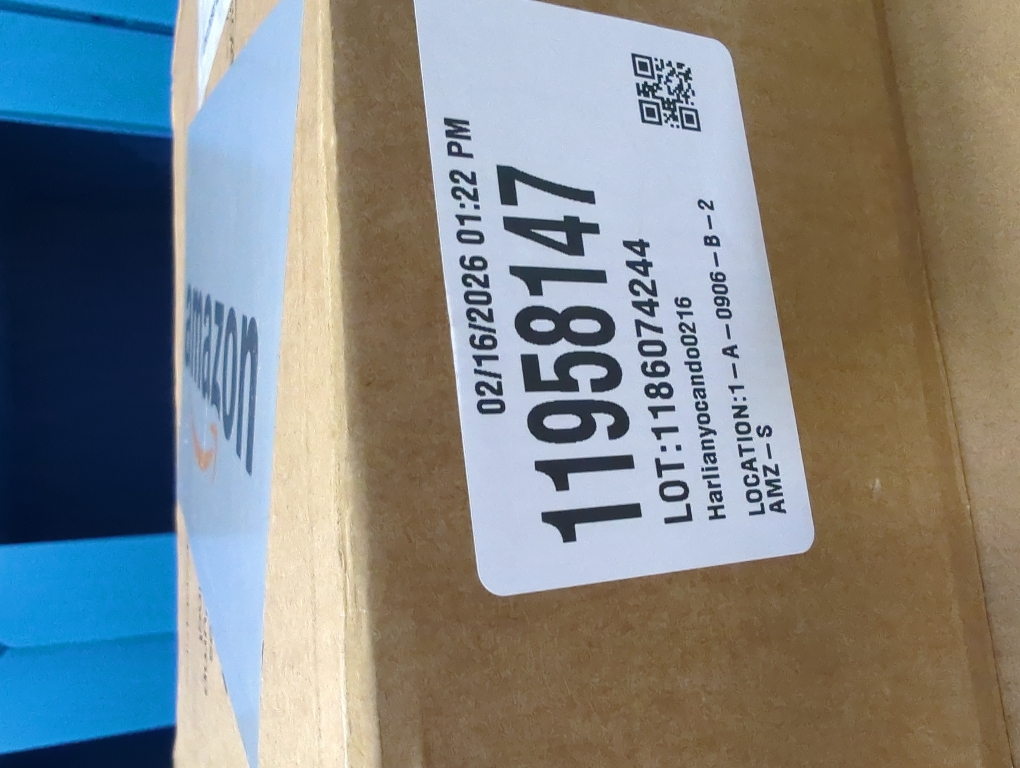 amazon
02/16/2026 01:22 PM
11958147
LOT:1186074244
Harlianyocando0216
LOCATION:1-A-0906-B-2
AMZ-S